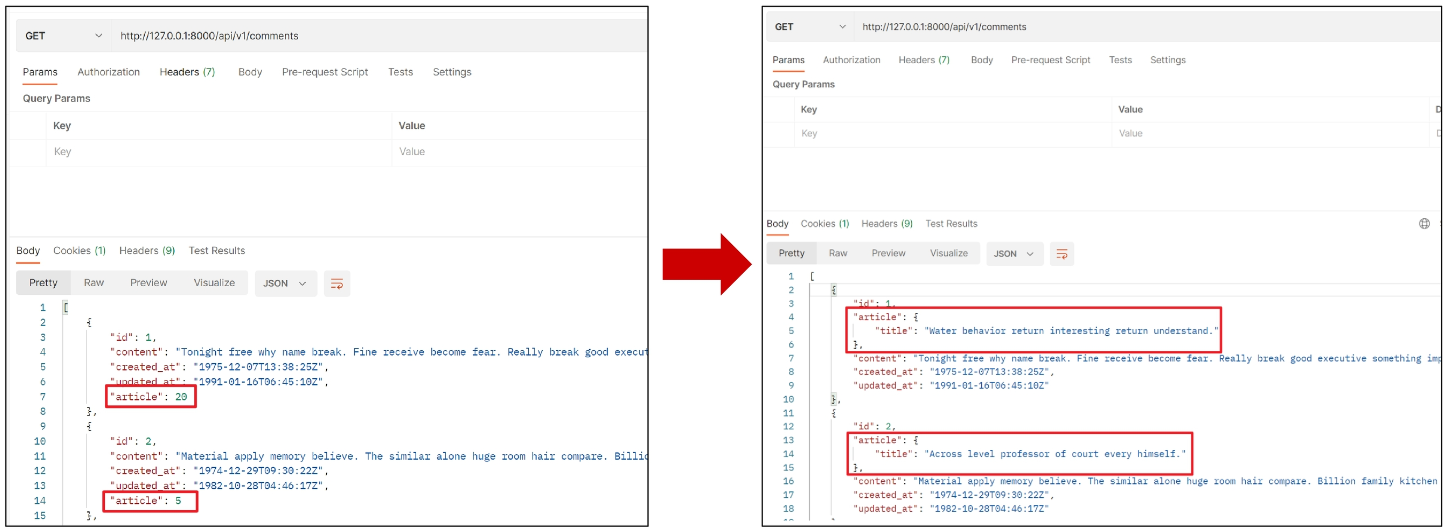 GET http://127.0.0.1:8000/api/v1/comments
Params Authorization Headers (7) Body Pre-request Script Tests Settings
Query Params
Key Value
Key Value
Body Cookies (1) Headers (9) Test Results
Pretty Raw Preview Visualize JSON
1 [
2 {
3 "id": 1,
4 "content": "Tonight free why name break. Fine receive become fear. Really break good execut
5 "created_at": "1975-12-07T13:38:25Z",
6 "updated_at": "1991-01-16T06:45:10Z",
7 "article": 20
8 },
9 {
10 "id": 2,
11 "content": "Material apply memory believe. The similar alone huge room hair compare. Billion
12 "created_at": "1974-12-29T09:30:22Z",
13 "updated_at": "1982-10-28T04:46:17Z",
14 "article": 5
15 },
GET http://127.0.0.1:8000/api/v1/comments
Params Authorization Headers (7) Body Pre-request Script Tests Settings
Query Params
Key Value D
Key Value D
Body Cookies (1) Headers (9) Test Results
Pretty Raw Preview Visualize JSON
1 [
2 {
3 "id": 1,
4 "article": {
5 "title": "Water behavior return interesting return understand."
6 },
7 "content": "Tonight free why name break. Fine receive become fear. Really break good executive something imp
8 "created_at": "1975-12-07T13:38:25Z",
9 "updated_at": "1991-01-16T06:45:10Z"
10 },
11 {
12 "id": 2,
13 "article": {
14 "title": "Across level professor of court every himself."
15 },
16 "content": "Material apply memory believe. The similar alone huge room hair compare. Billion family kitchen
17 "created_at": "1974-12-29T09:30:22Z",
18 "updated_at": "1982-10-28T04:46:17Z"